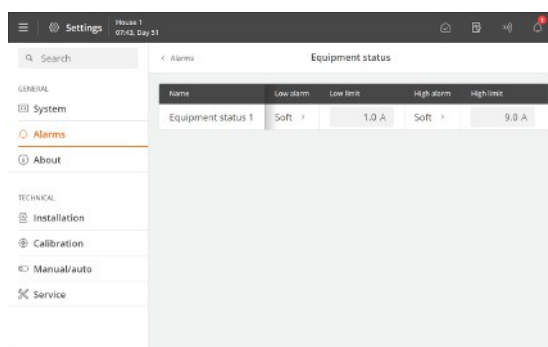 Settings
House 1
07:43, Day 51
Search
< Alarms
Equipment status
GENERAL
System
Alarms
About
TECHNICAL
Installation
Calibration
Manual/auto
Service
Name Low alarm Low limit High alarm High limit
Equipment status 1 Soft > 1.0 A Soft > 9.0 A